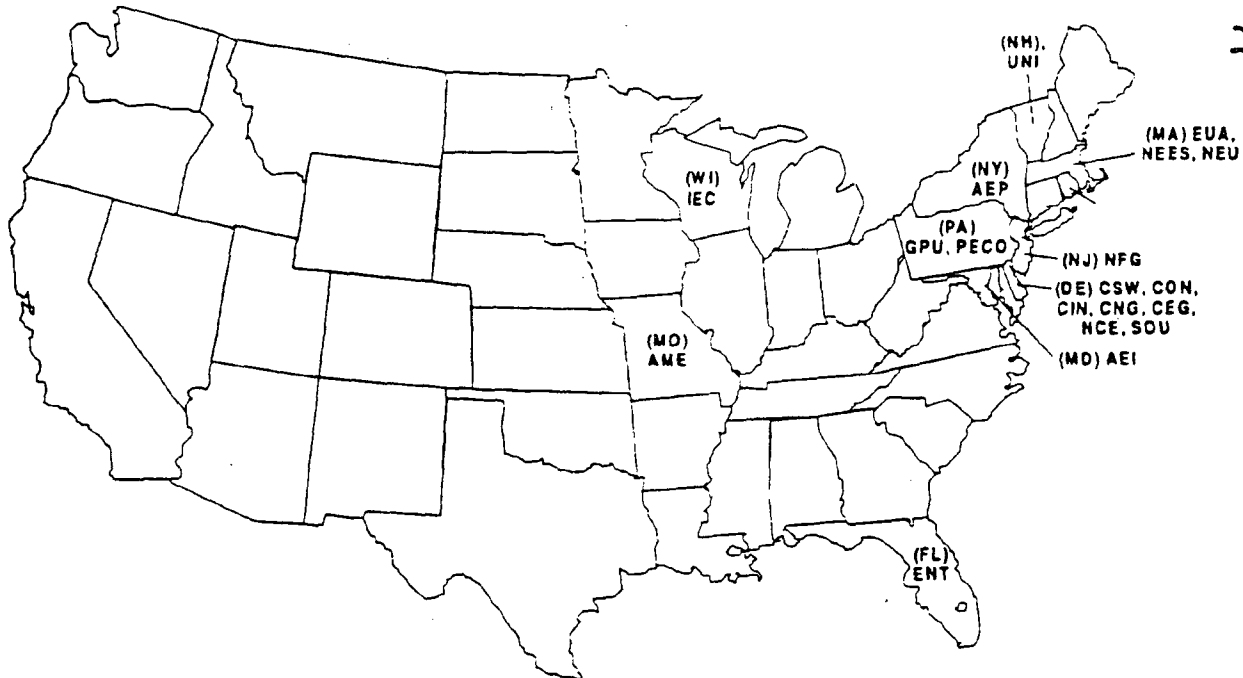 (NH),
UNI
(MA) EUA,
NEES, NEU
(WI)
IEC
(NY)
AEP
(PA)
GPU, PECO
(NJ) NFG
(DE) CSW, CON,
CIN, CNG, CEG,
NCE, SOU
(MO)
AME
(MD) AEI
(FL)
ENT